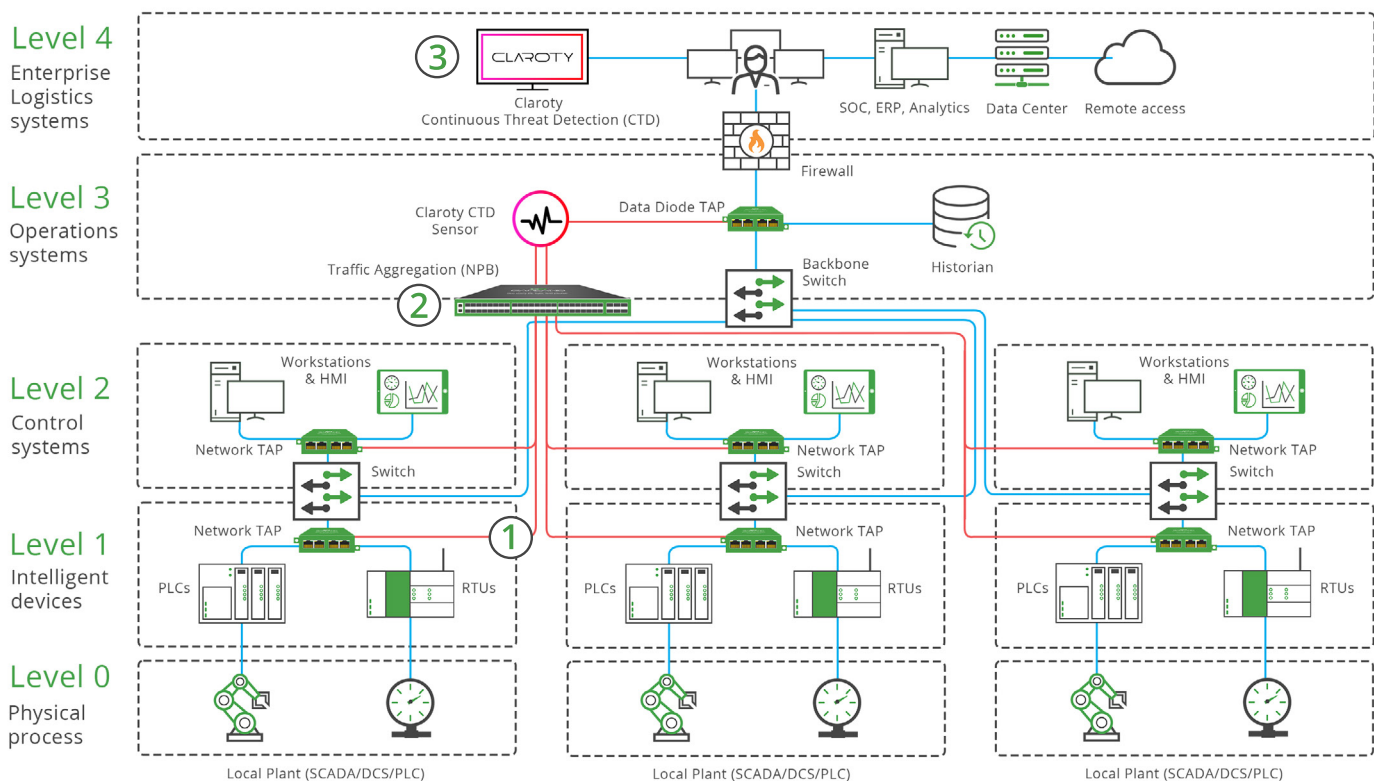 Level 4
Enterprise
Logistics
systems
3
CLAROTY
Claroty
Continuous Threat Detection (CTD)
SOC, ERP, Analytics
Data Center
Remote access
Firewall
Level 3
Operations
systems
Claroty CTD
Sensor
Data Diode TAP
Historian
Traffic Aggregation (NPB)
2
Backbone
Switch
Level 2
Control
systems
Workstations
& HMI
Network TAP
Switch
Workstations
& HMI
Network TAP
Switch
Workstations
& HMI
Network TAP
Switch
Level 1
Intelligent
devices
Network TAP
1
PLCs
RTUs
Network TAP
PLCs
RTUs
Network TAP
PLCs
RTUs
Level 0
Physical
process
Local Plant (SCADA/DCS/PLC)
Local Plant (SCADA/DCS/PLC)
Local Plant (SCADA/DCS/PLC)